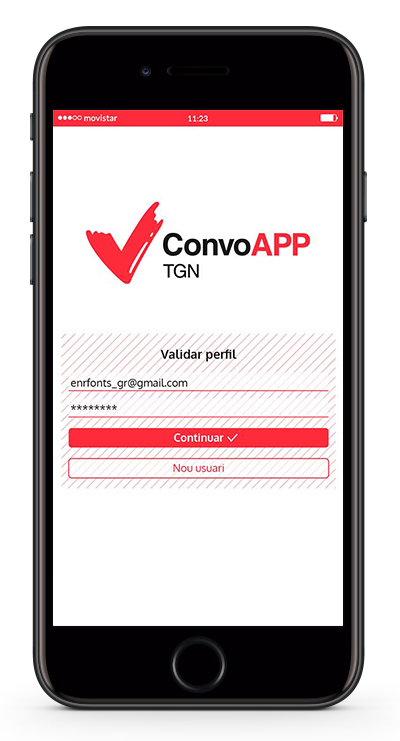 movistar 11:23
ConvoAPP
TGN
Validar perfil
enrfonts_gr@gmail.com
********
Continuar
Nou usuari